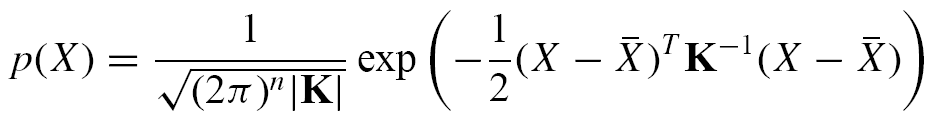 p(X) = \frac{1}{\sqrt{(2\pi)^n |\mathbf{K}|}} \exp\left(-\frac{1}{2}(X - \bar{X})^T \mathbf{K}^{-1}(X - \bar{X})\right)